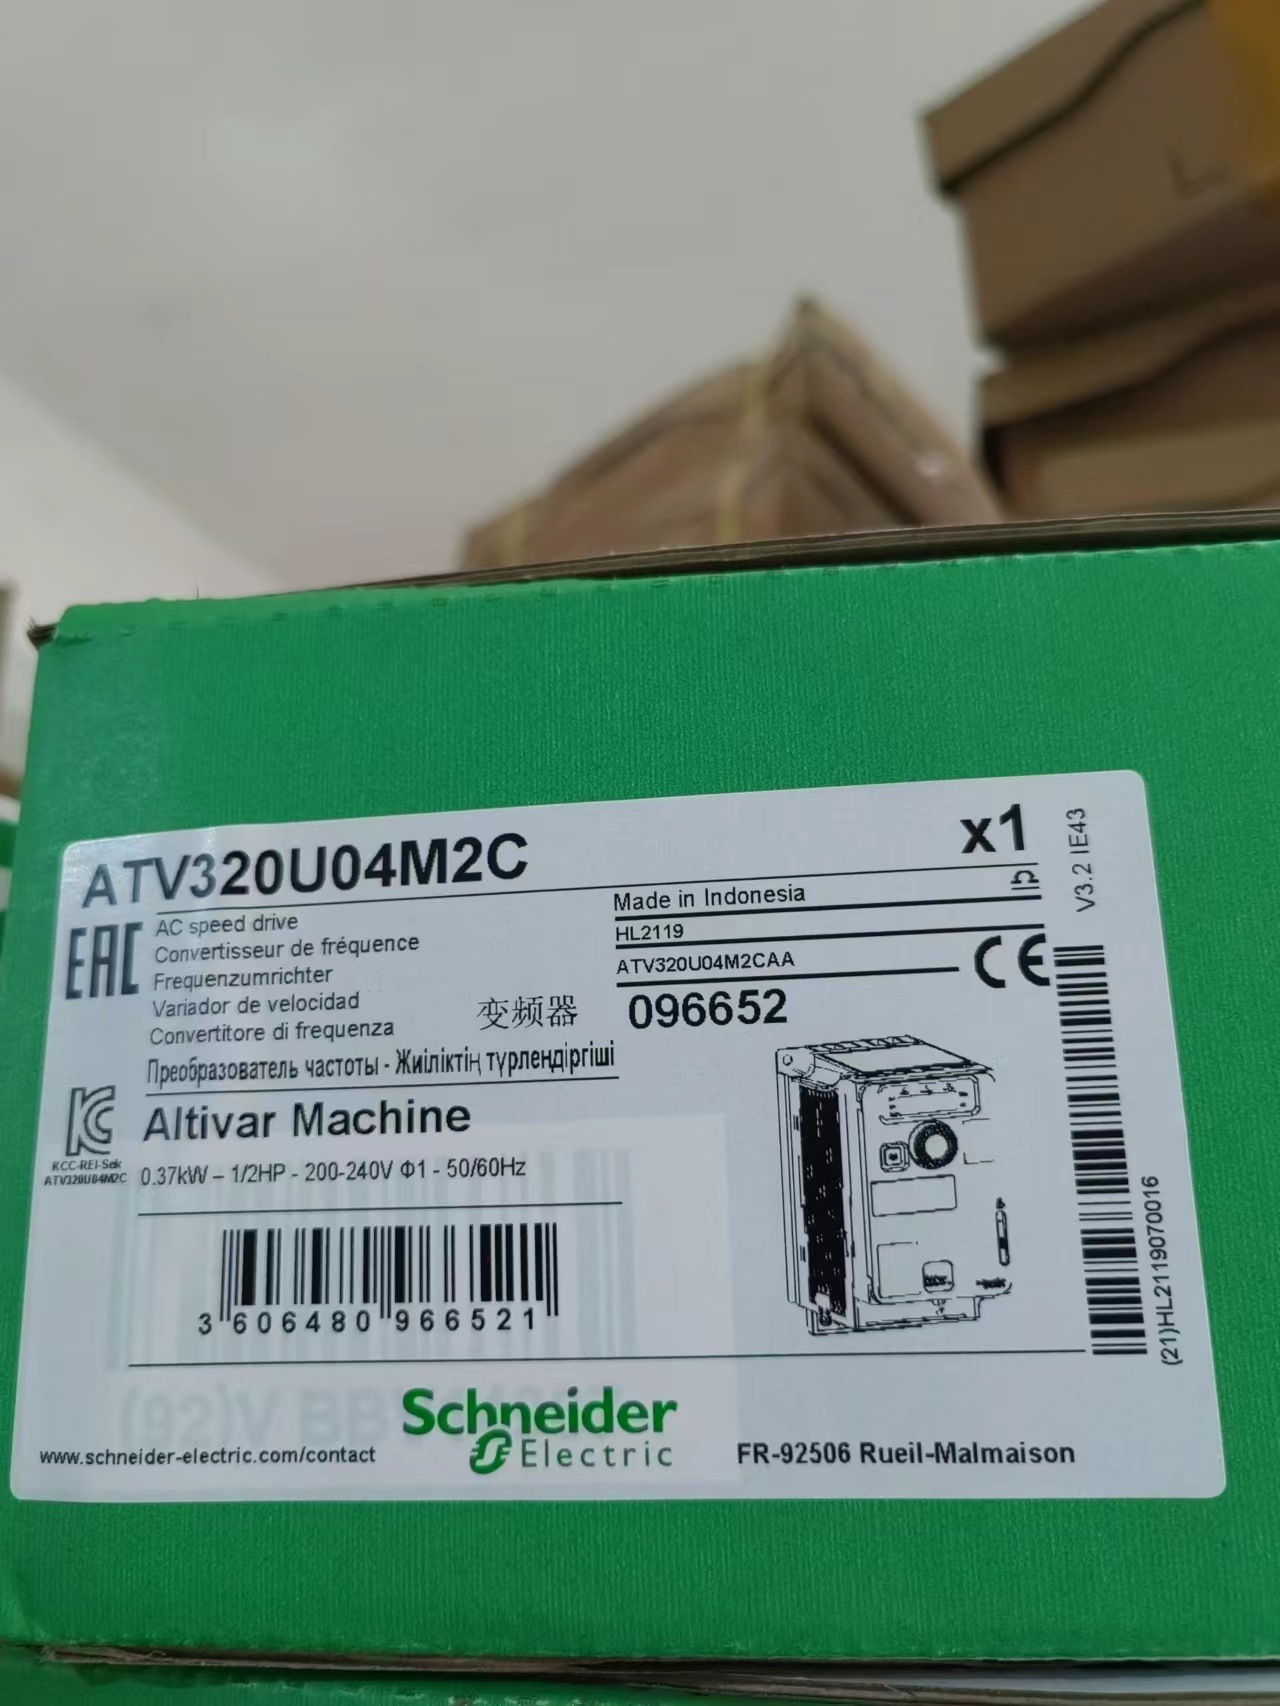 ATV320U04M2C
x1
V3.2 IE43
AC speed drive
Convertisseur de fréquence
Frequenzumrichter
Variador de velocidad
Convertitore di frequenza
变频器
Преобразователь частоты - Жиіліктің түрлендіргіші
Made in Indonesia
HL2119
ATV320U04M2CAA
096652
EAC
CE
KCC-REI-Sek
ATV320U04M2C
Altivar Machine
0.37kW – 1/2HP - 200-240V Φ1 - 50/60Hz
3 606480 966521
(21)HL2119070016
www.schneider-electric.com/contact
Schneider
Electric
FR-92506 Rueil-Malmaison